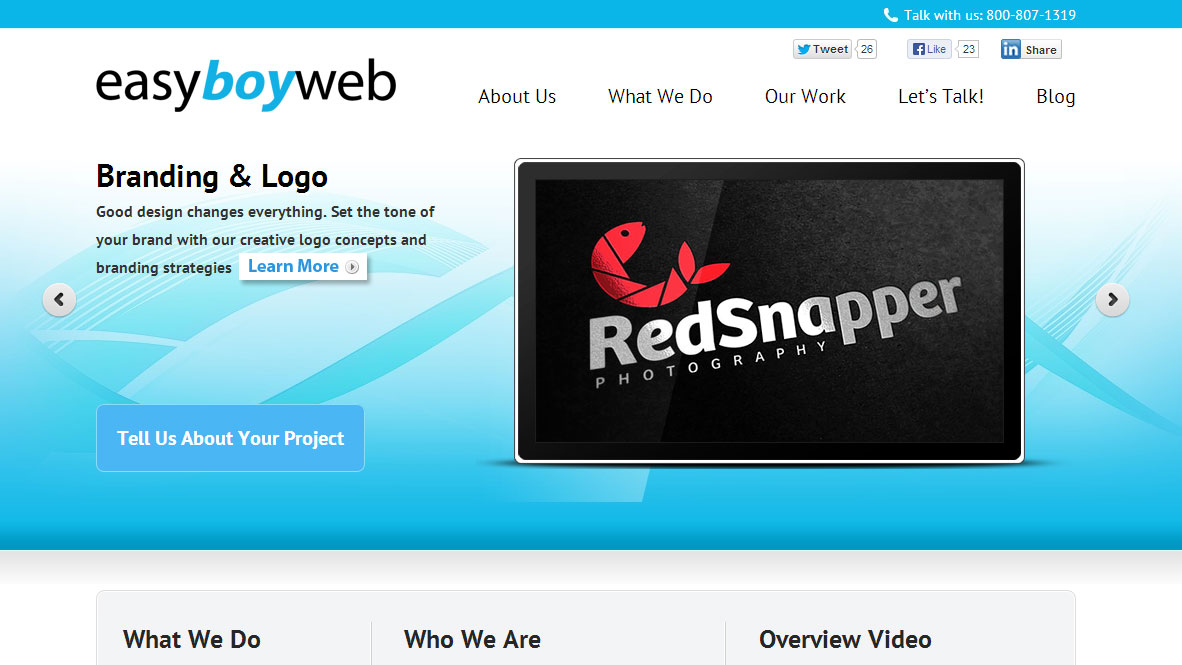 Talk with us: 800-807-1319
Tweet 26 Like 23 in Share
easyboyweb
About Us What We Do Our Work Let’s Talk! Blog
Branding & Logo
Good design changes everything. Set the tone of
your brand with our creative logo concepts and
branding strategies Learn More
Tell Us About Your Project
RedSnapper
PHOTOGRAPHY
What We Do Who We Are Overview Video